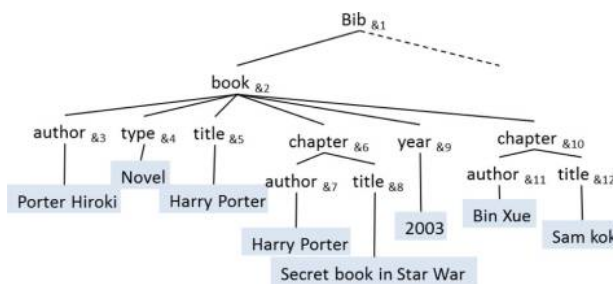 Bib &1
book &2
author &3 type &4 title &5 chapter &6 year &9 chapter &10
author &7 title &8 author &11 title &12
Porter Hiroki Novel Harry Porter Harry Porter Secret book in Star War 2003 Bin Xue Sam kok